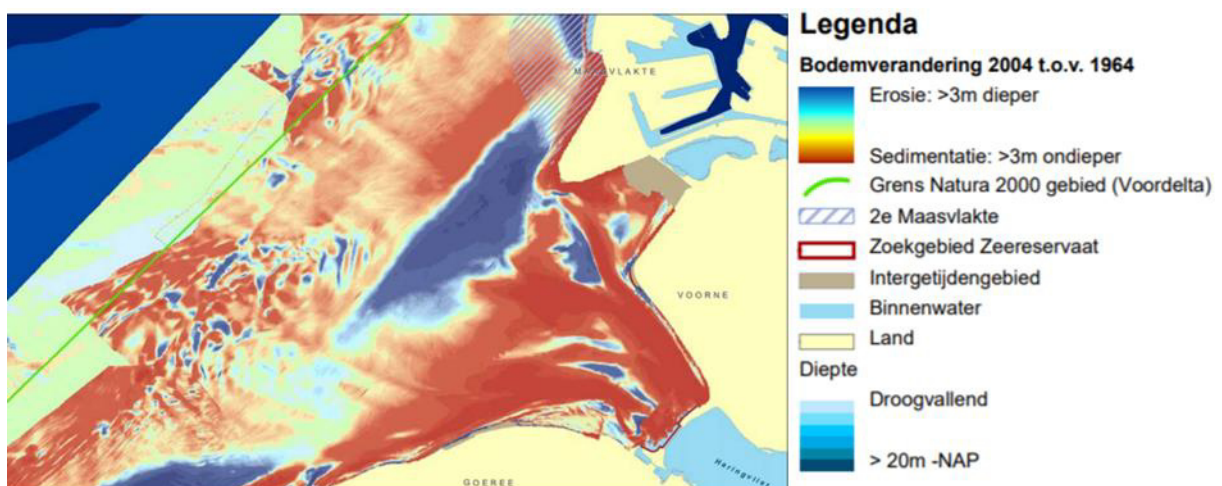 MAASVLAKTE
VOORNE
GOEREE
Haringvliet
Legenda
Bodemverandering 2004 t.o.v. 1964
Erosie: >3m dieper
Sedimentatie: >3m ondieper
Grens Natura 2000 gebied (Voordelta)
2e Maasvlakte
Zoekgebied Zeereservaat
Intergetijdengebied
Binnenwater
Land
Diepte
Droogvallend
> 20m -NAP